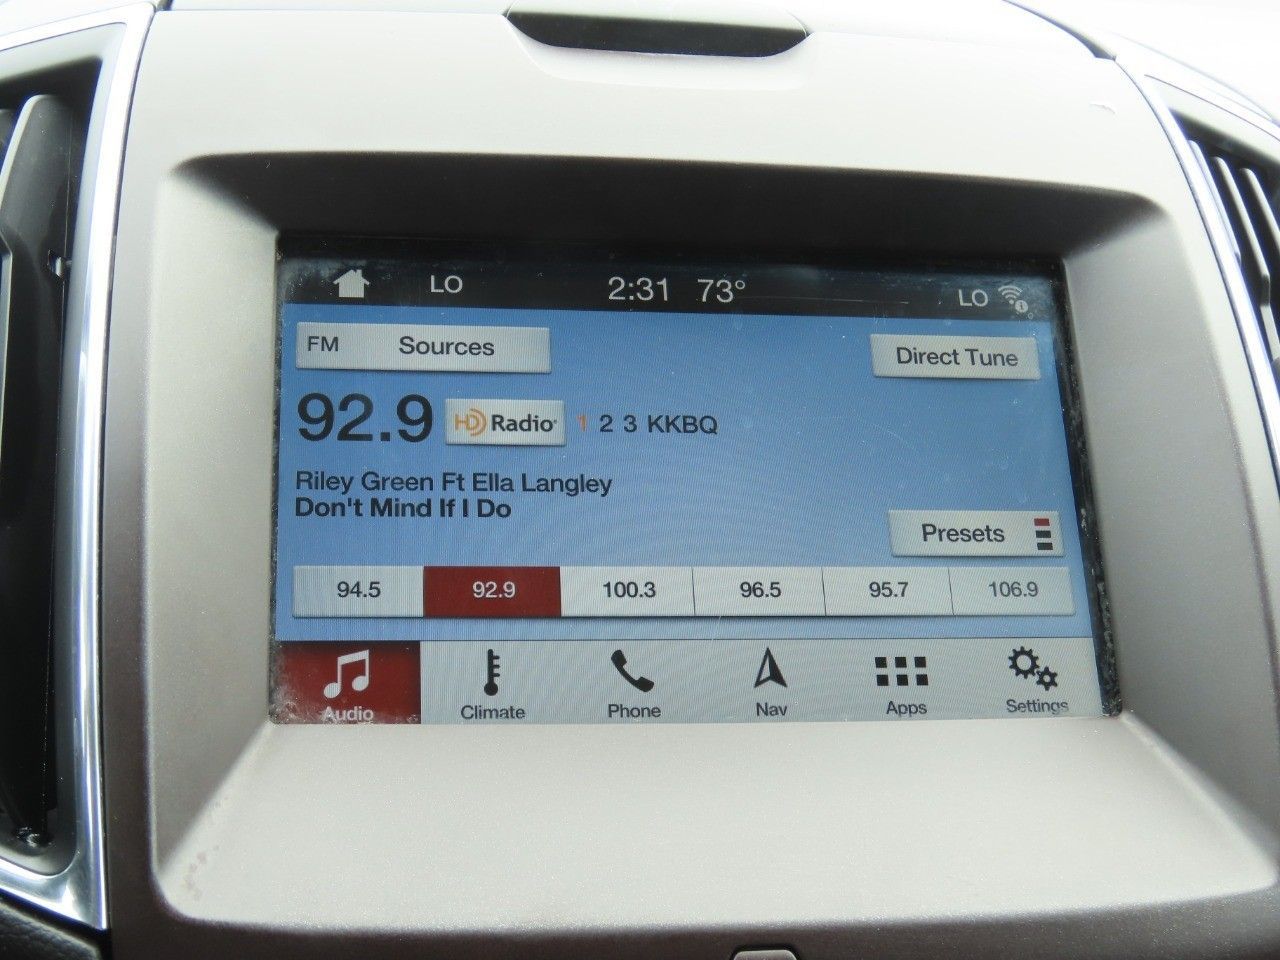 LO 2:31 73° LO
FM Sources Direct Tune
92.9 HD Radio 1 2 3 KKBQ
Riley Green Ft Ella Langley
Don't Mind If I Do
Presets
94.5 92.9 100.3 96.5 95.7 106.9
Audio Climate Phone Nav Apps Settings